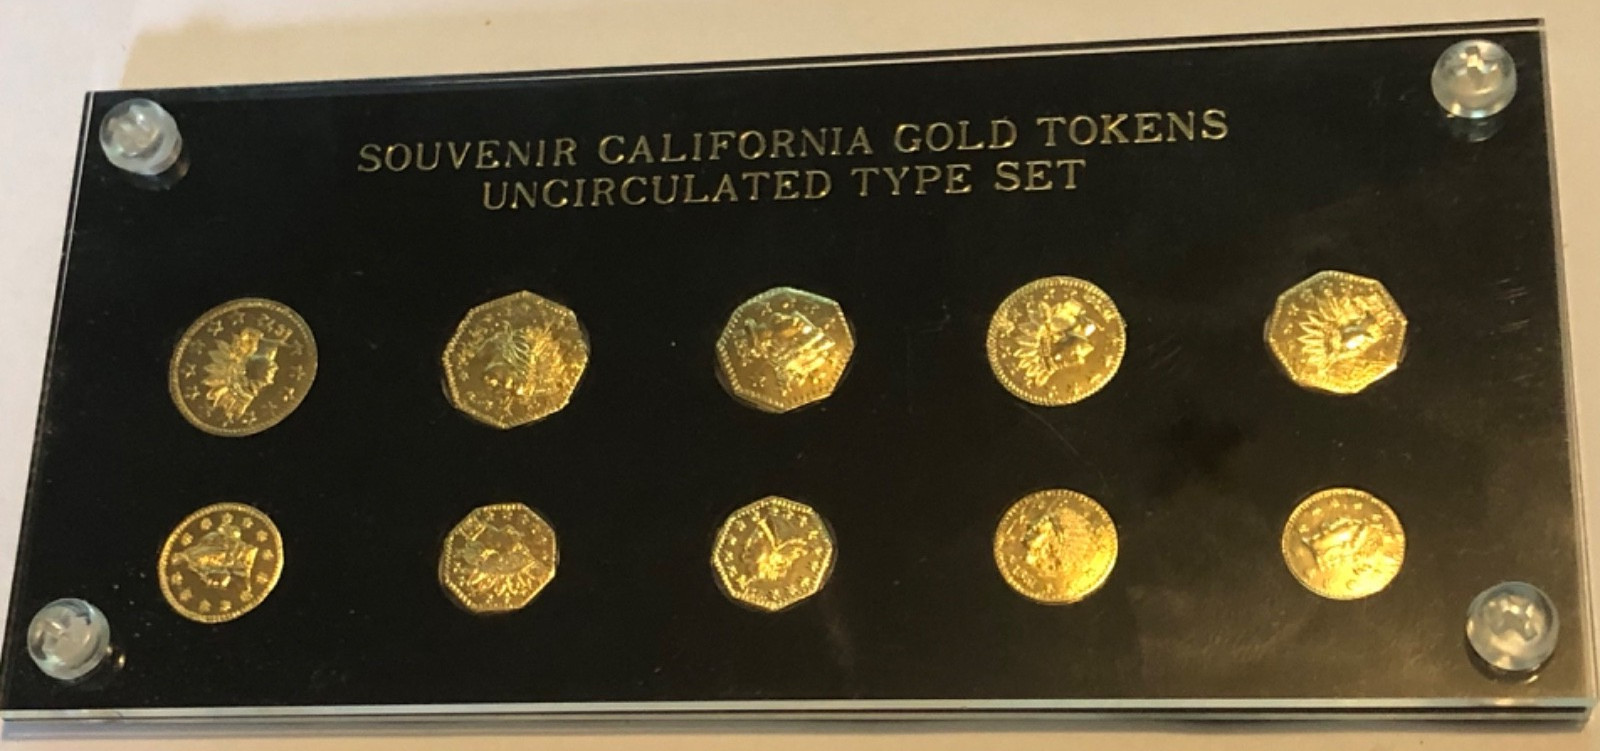 SOUVENIR CALIFORNIA GOLD TOKENS
UNCIRCULATED TYPE SET